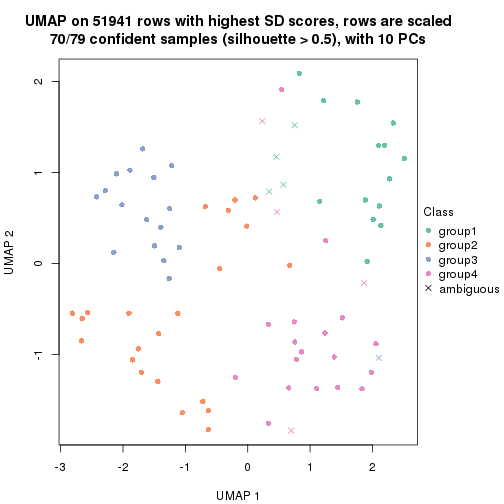 UMAP on 51941 rows with highest SD scores, rows are scaled
70/79 confident samples (silhouette > 0.5), with 10 PCs
UMAP 2
2
1
0
-1
-3
-2
-1
0
1
2
UMAP 1
Class
group1
group2
group3
group4
ambiguous